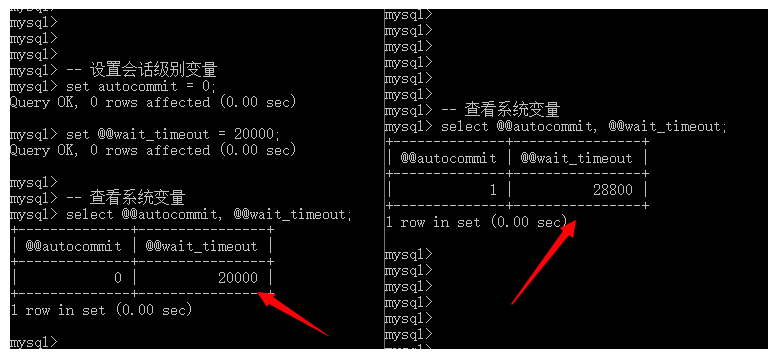 mysql>
mysql>
mysql>
mysql>
mysql> -- 设置会话级别变量
mysql> set autocommit = 0;
Query OK, 0 rows affected (0.00 sec)
mysql> set @@wait_timeout = 20000;
Query OK, 0 rows affected (0.00 sec)
mysql>
mysql> -- 查看系统变量
mysql> select @@autocommit, @@wait_timeout;
+--------------+----------------+
| @@autocommit | @@wait_timeout |
+--------------+----------------+
|            0 |          20000 |
+--------------+----------------+
1 row in set (0.00 sec)
mysql>
mysql>
mysql>
mysql>
mysql>
mysql>
mysql>
mysql> -- 查看系统变量
mysql> select @@autocommit, @@wait_timeout;
+--------------+----------------+
| @@autocommit | @@wait_timeout |
+--------------+----------------+
|            1 |          28800 |
+--------------+----------------+
1 row in set (0.00 sec)
mysql>
mysql>
mysql>
mysql>
mysql>
mysql>